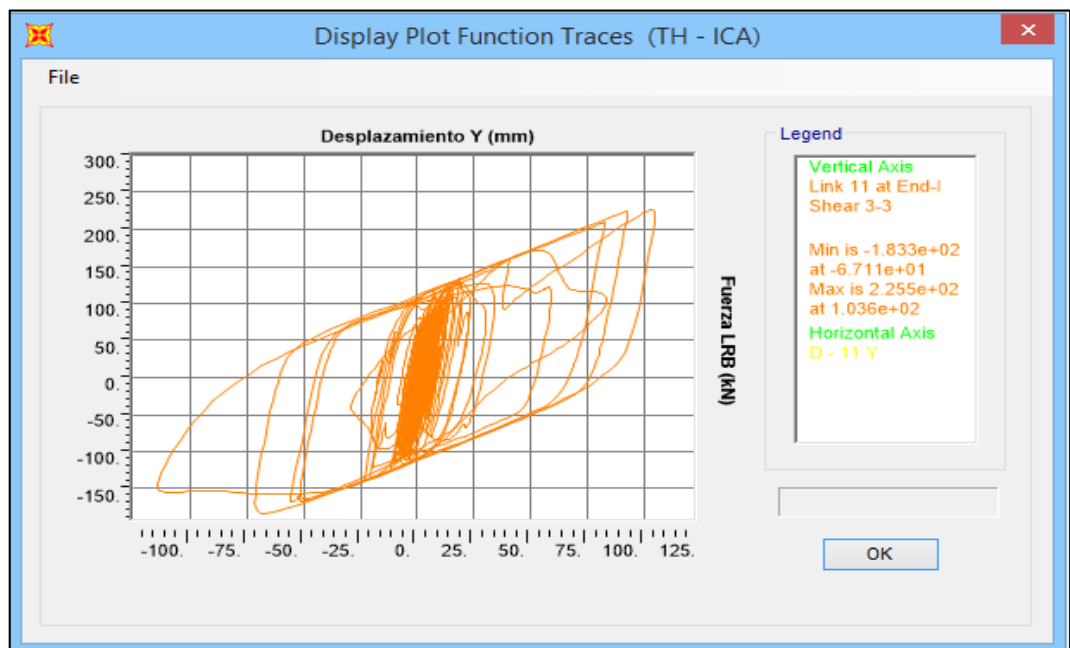 Display Plot Function Traces (TH - ICA)
File
Desplazamiento Y (mm)
300.
250.
200.
150.
100.
50.
0.
-50.
-100.
-150.
-100. -75. -50. -25. 0. 25. 50. 75. 100. 125.
Fuerza LRB (kN)
Legend
Vertical Axis
Link 11 at End-I
Shear 3-3
Min is -1.833e+02
at -6.711e+01
Max is 2.255e+02
at 1.036e+02
Horizontal Axis
D - 11 Y
OK